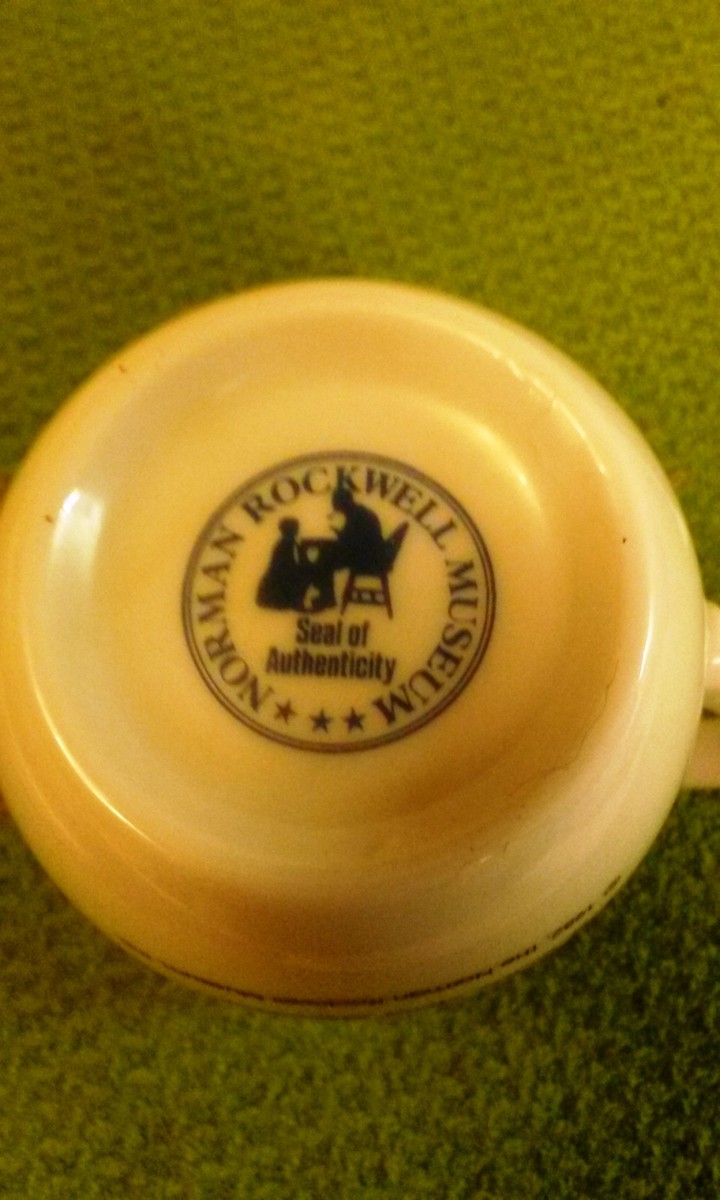 NORMAN ROCKWELL MUSEUM
Seal of
Authenticity